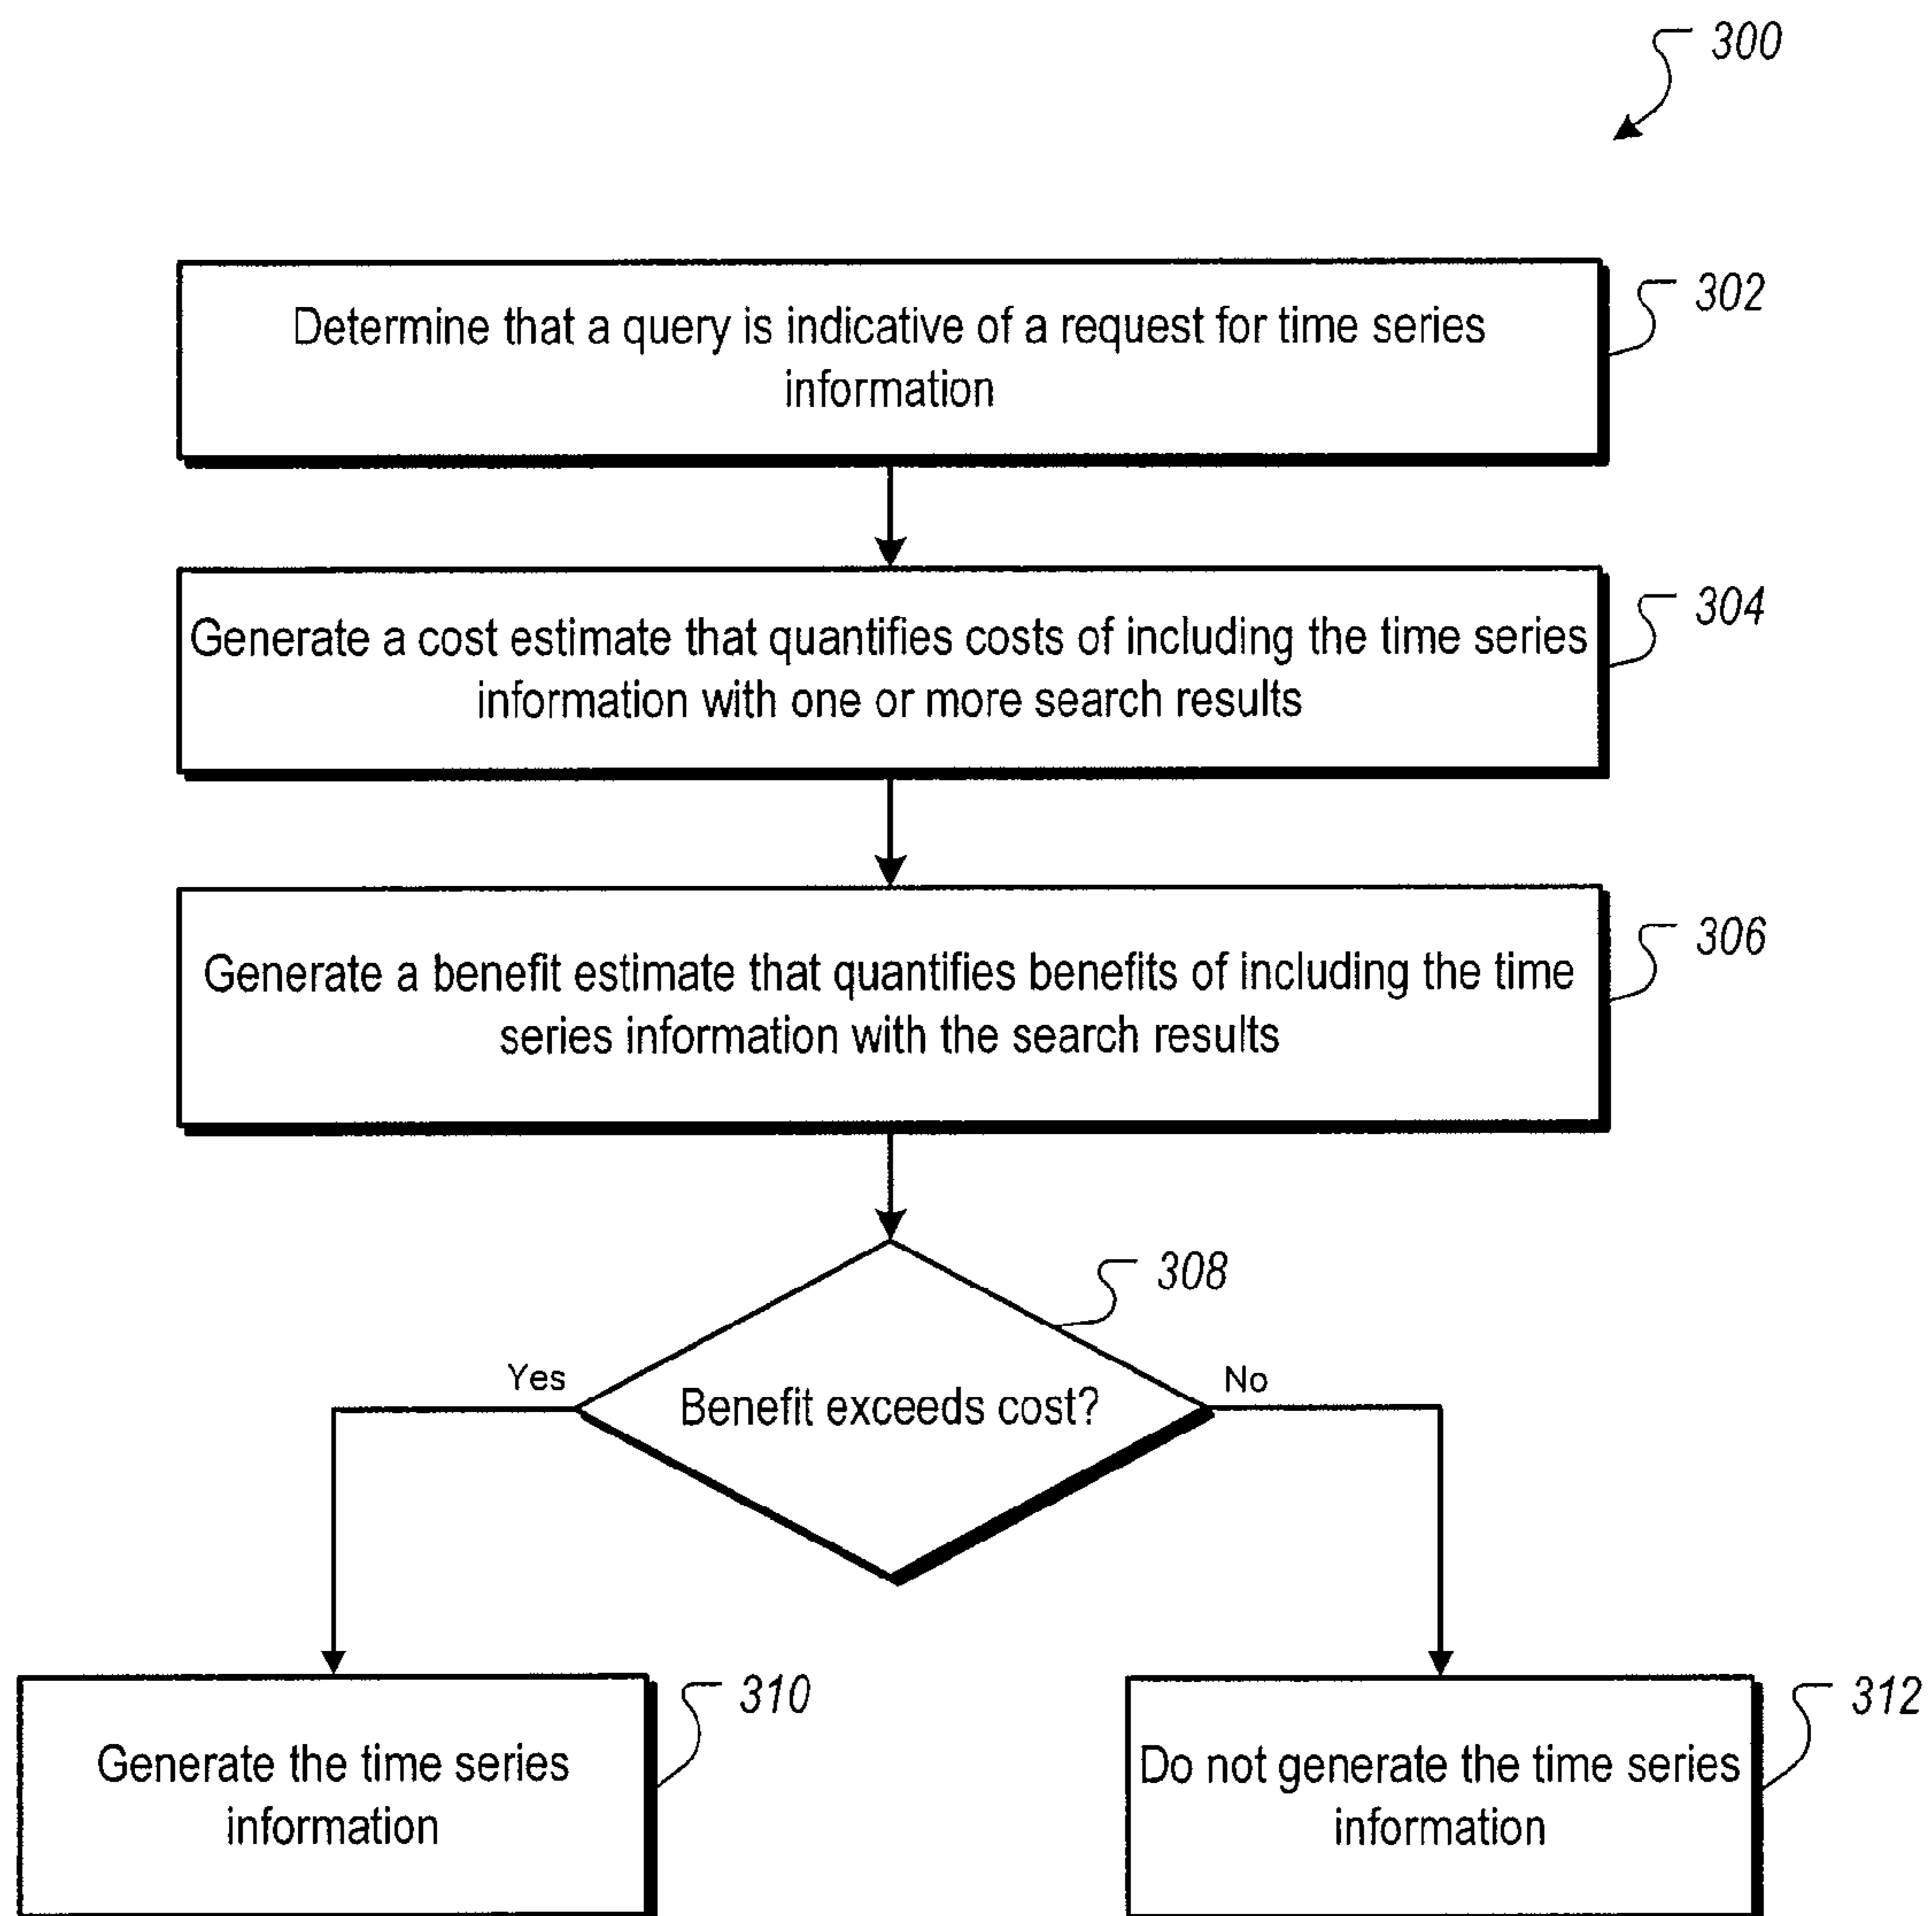 300
Determine that a query is indicative of a request for time series
information
302
Generate a cost estimate that quantifies costs of including the time series
information with one or more search results
304
Generate a benefit estimate that quantifies benefits of including the time
series information with the search results
306
308
Yes
Benefit exceeds cost?
No
Generate the time series
information
310
Do not generate the time series
information
312